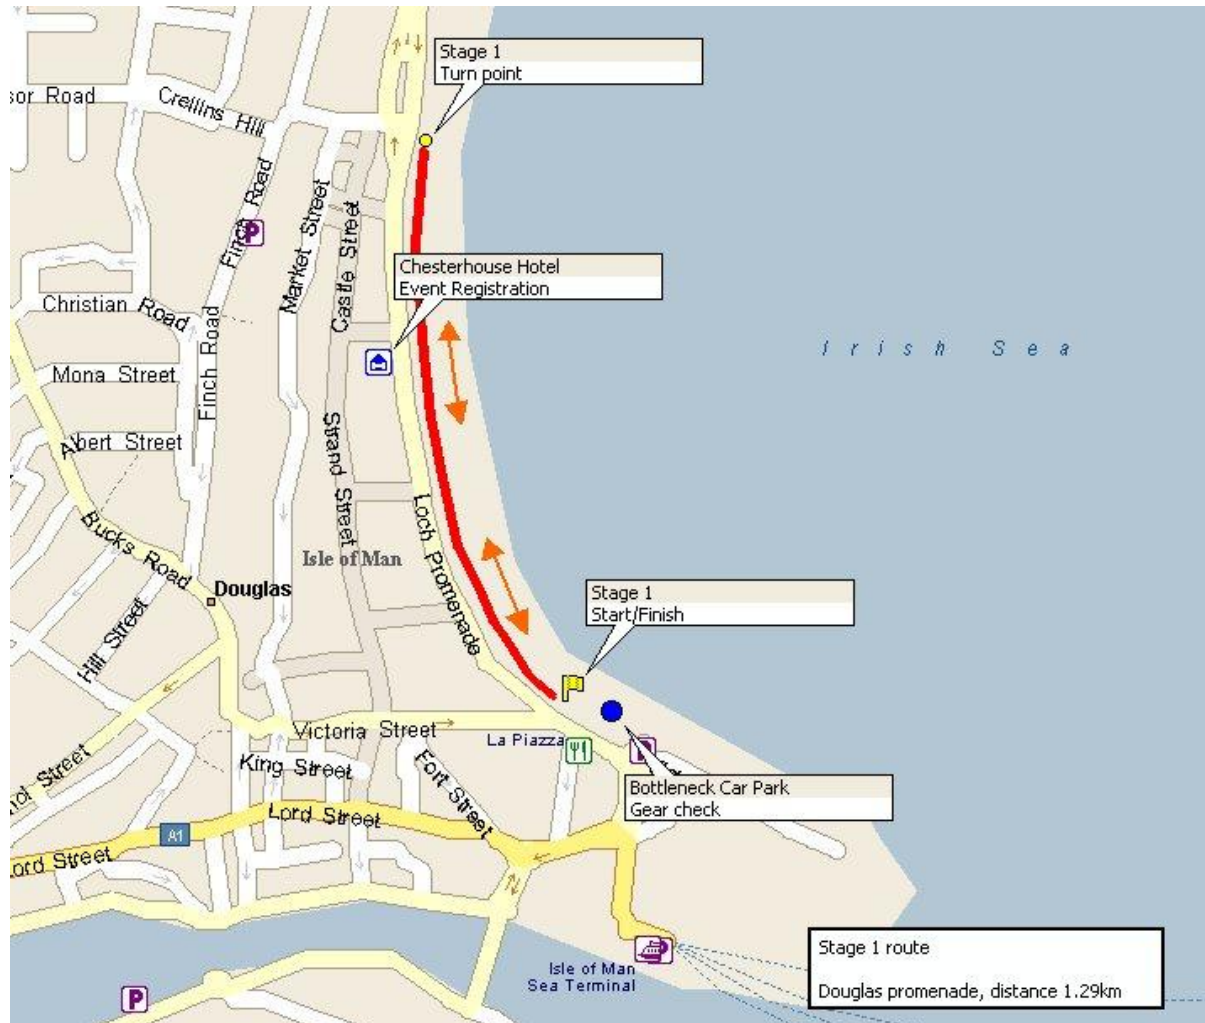 Stage 1
Turn point
Crellins Hill
Finch Road
Market Street
Castle Street
Chesterhouse Hotel
Event Registration
Christian Road
Irish Sea
Mona Street
Finch Road
Albert Street
Strand Street
Loch Promenade
Bucks Road
Isle of Man
Douglas
Stage 1
Start/Finish
Hill Street
Victoria Street
La Piazza
King Street
Fort Street
Bottleneck Car Park
Gear check
Lord Street
A1
ord Street
Stage 1 route
Douglas promenade, distance 1.29km
Isle of Man
Sea Terminal
P
P